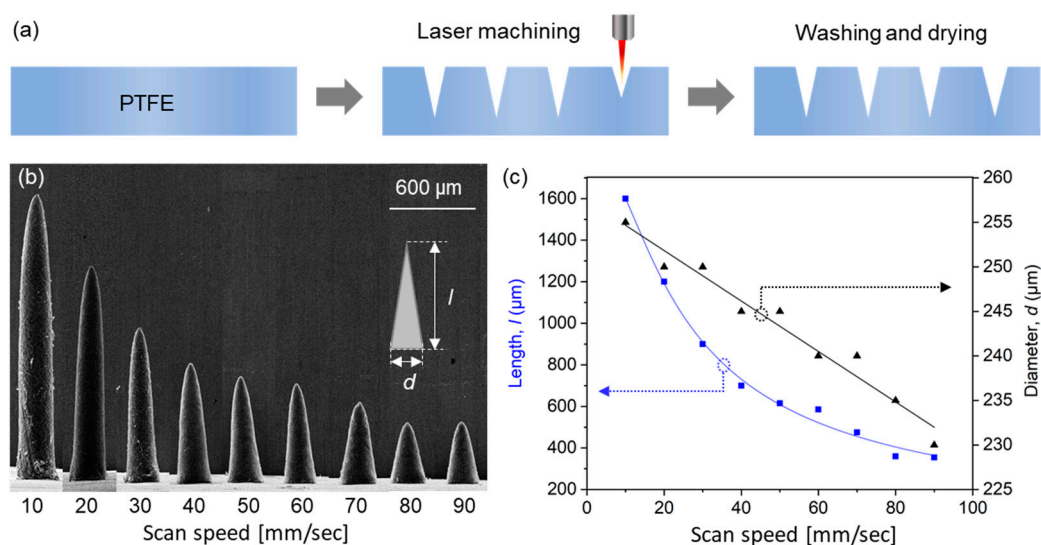 (a)
Laser machining
Washing and drying
PTFE
(b)
600 µm
l
d
10 20 30 40 50 60 70 80 90
Scan speed [mm/sec]
(c)
1600
1400
1200
1000
800
600
400
200
Length, l (µm)
260
255
250
245
240
235
230
225
Diameter, d (µm)
0 20 40 60 80 100
Scan speed [mm/sec]